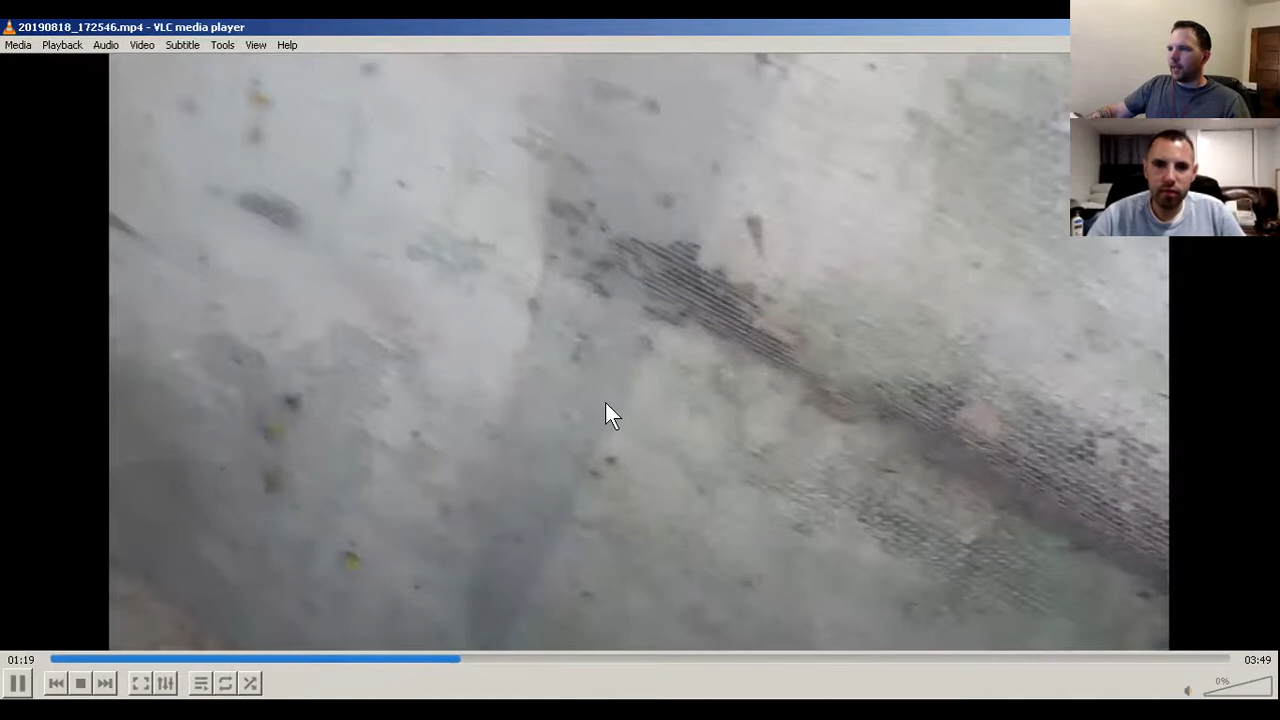 20190818_172546.mp4 - VLC media player
Media Playback Audio Video Subtitle Tools View Help
01:19 03:49
0%